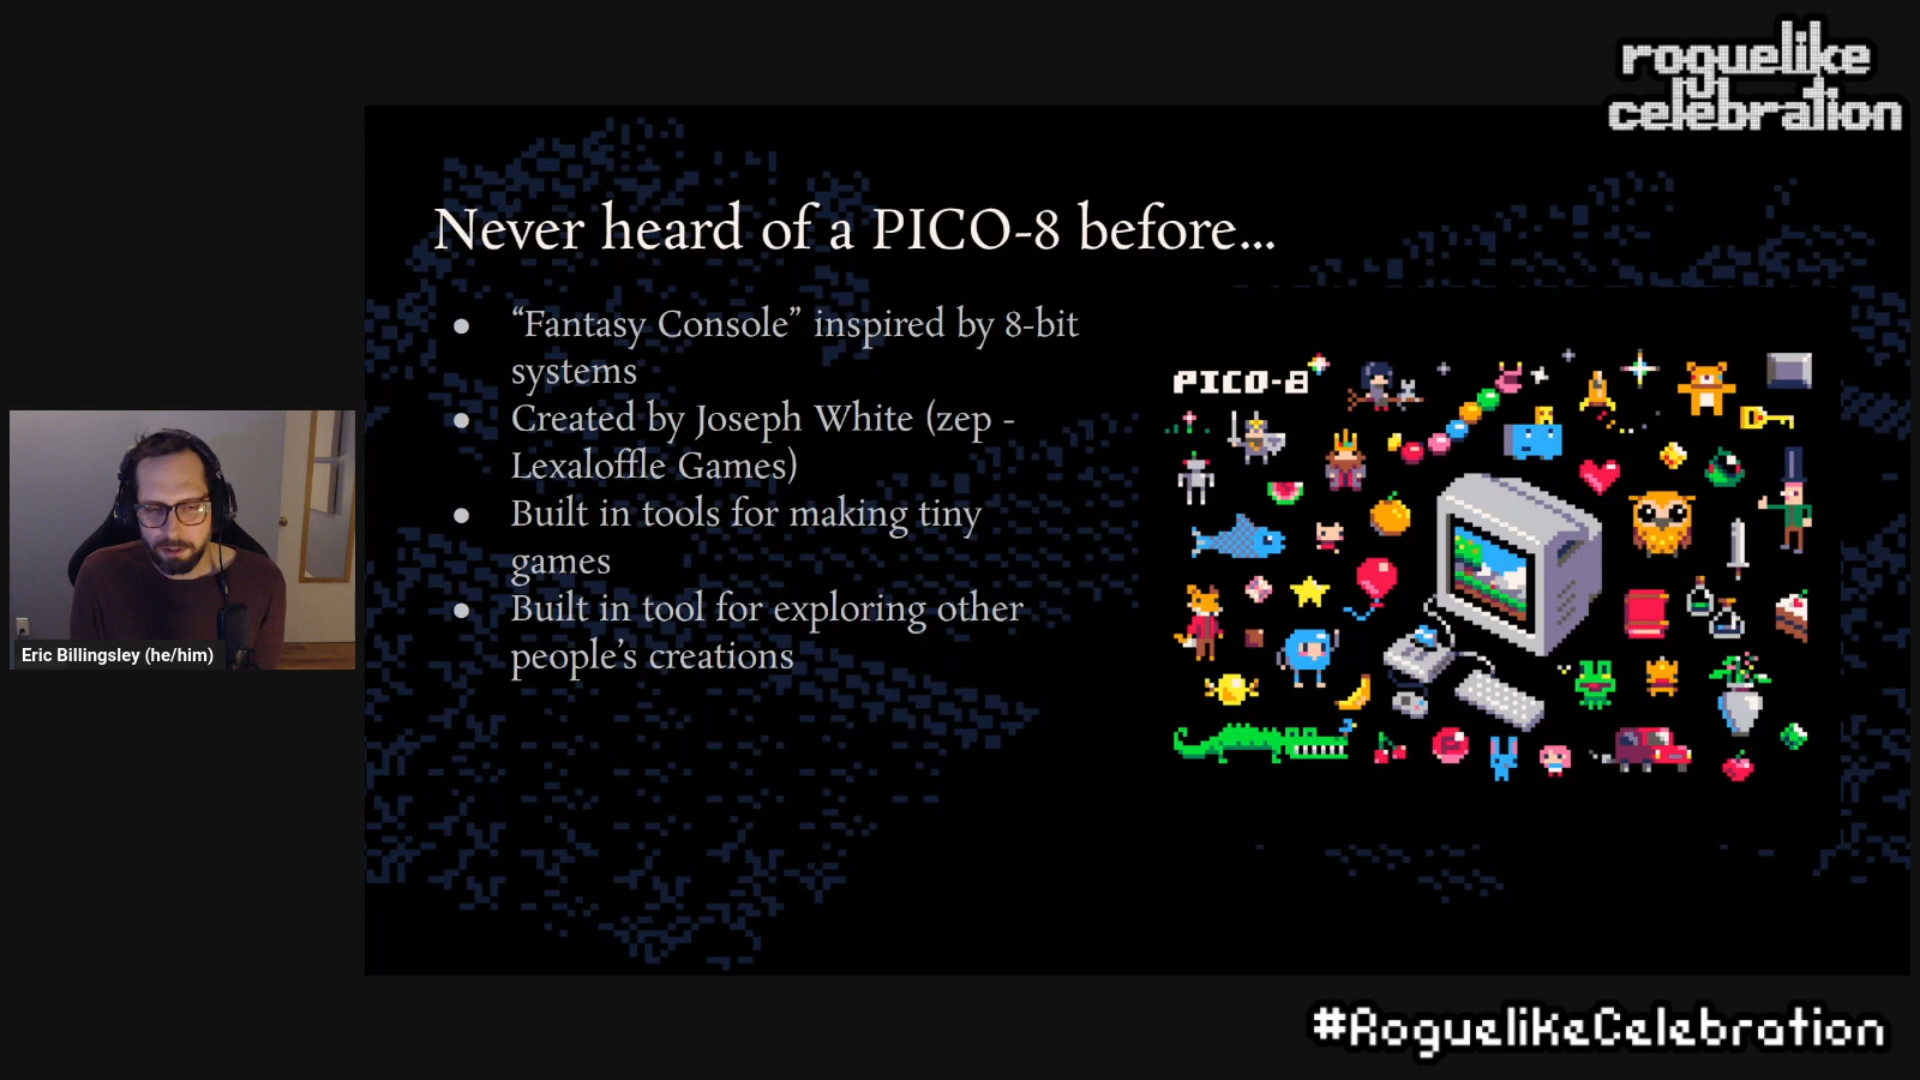 roguelike
celebration
Never heard of a PICO-8 before...
● “Fantasy Console” inspired by 8-bit
systems
● Created by Joseph White (zep -
Lexaloffle Games)
● Built in tools for making tiny
games
● Built in tool for exploring other
people’s creations
PICO-8
Eric Billingsley (he/him)
#RoguelikeCelebration